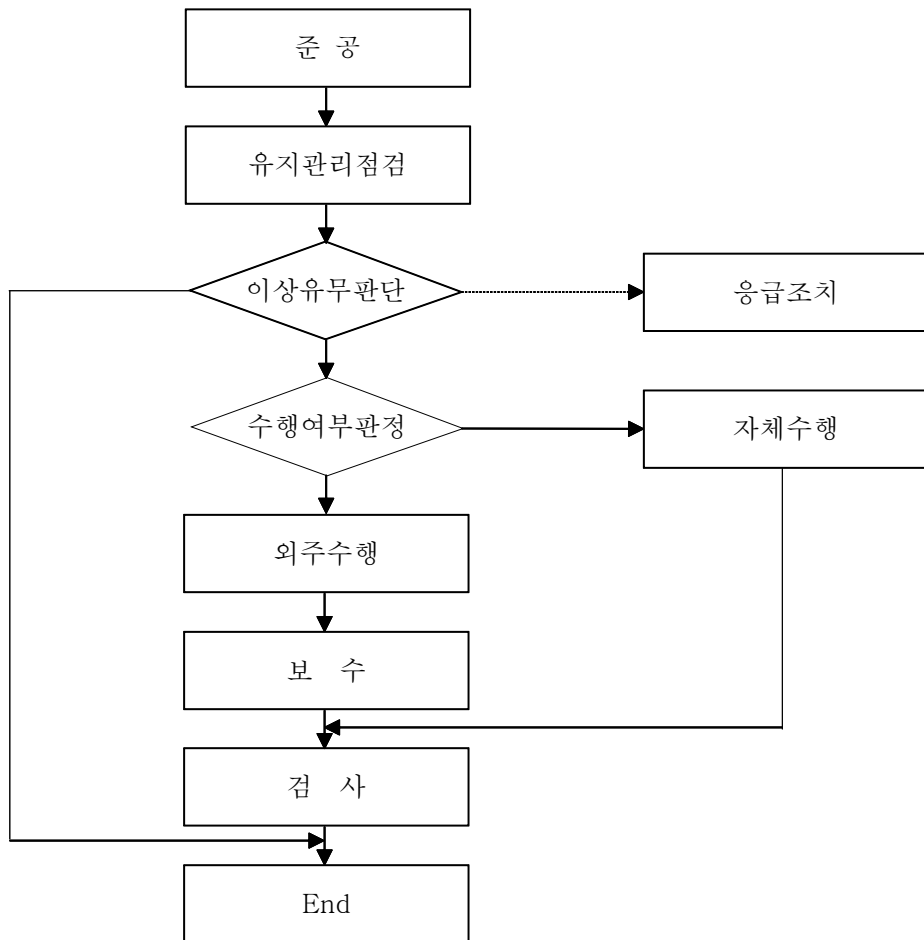 준 공
유지관리점검
이상유무판단
응급조치
수행여부판정
자체수행
외주수행
보 수
검 사
End